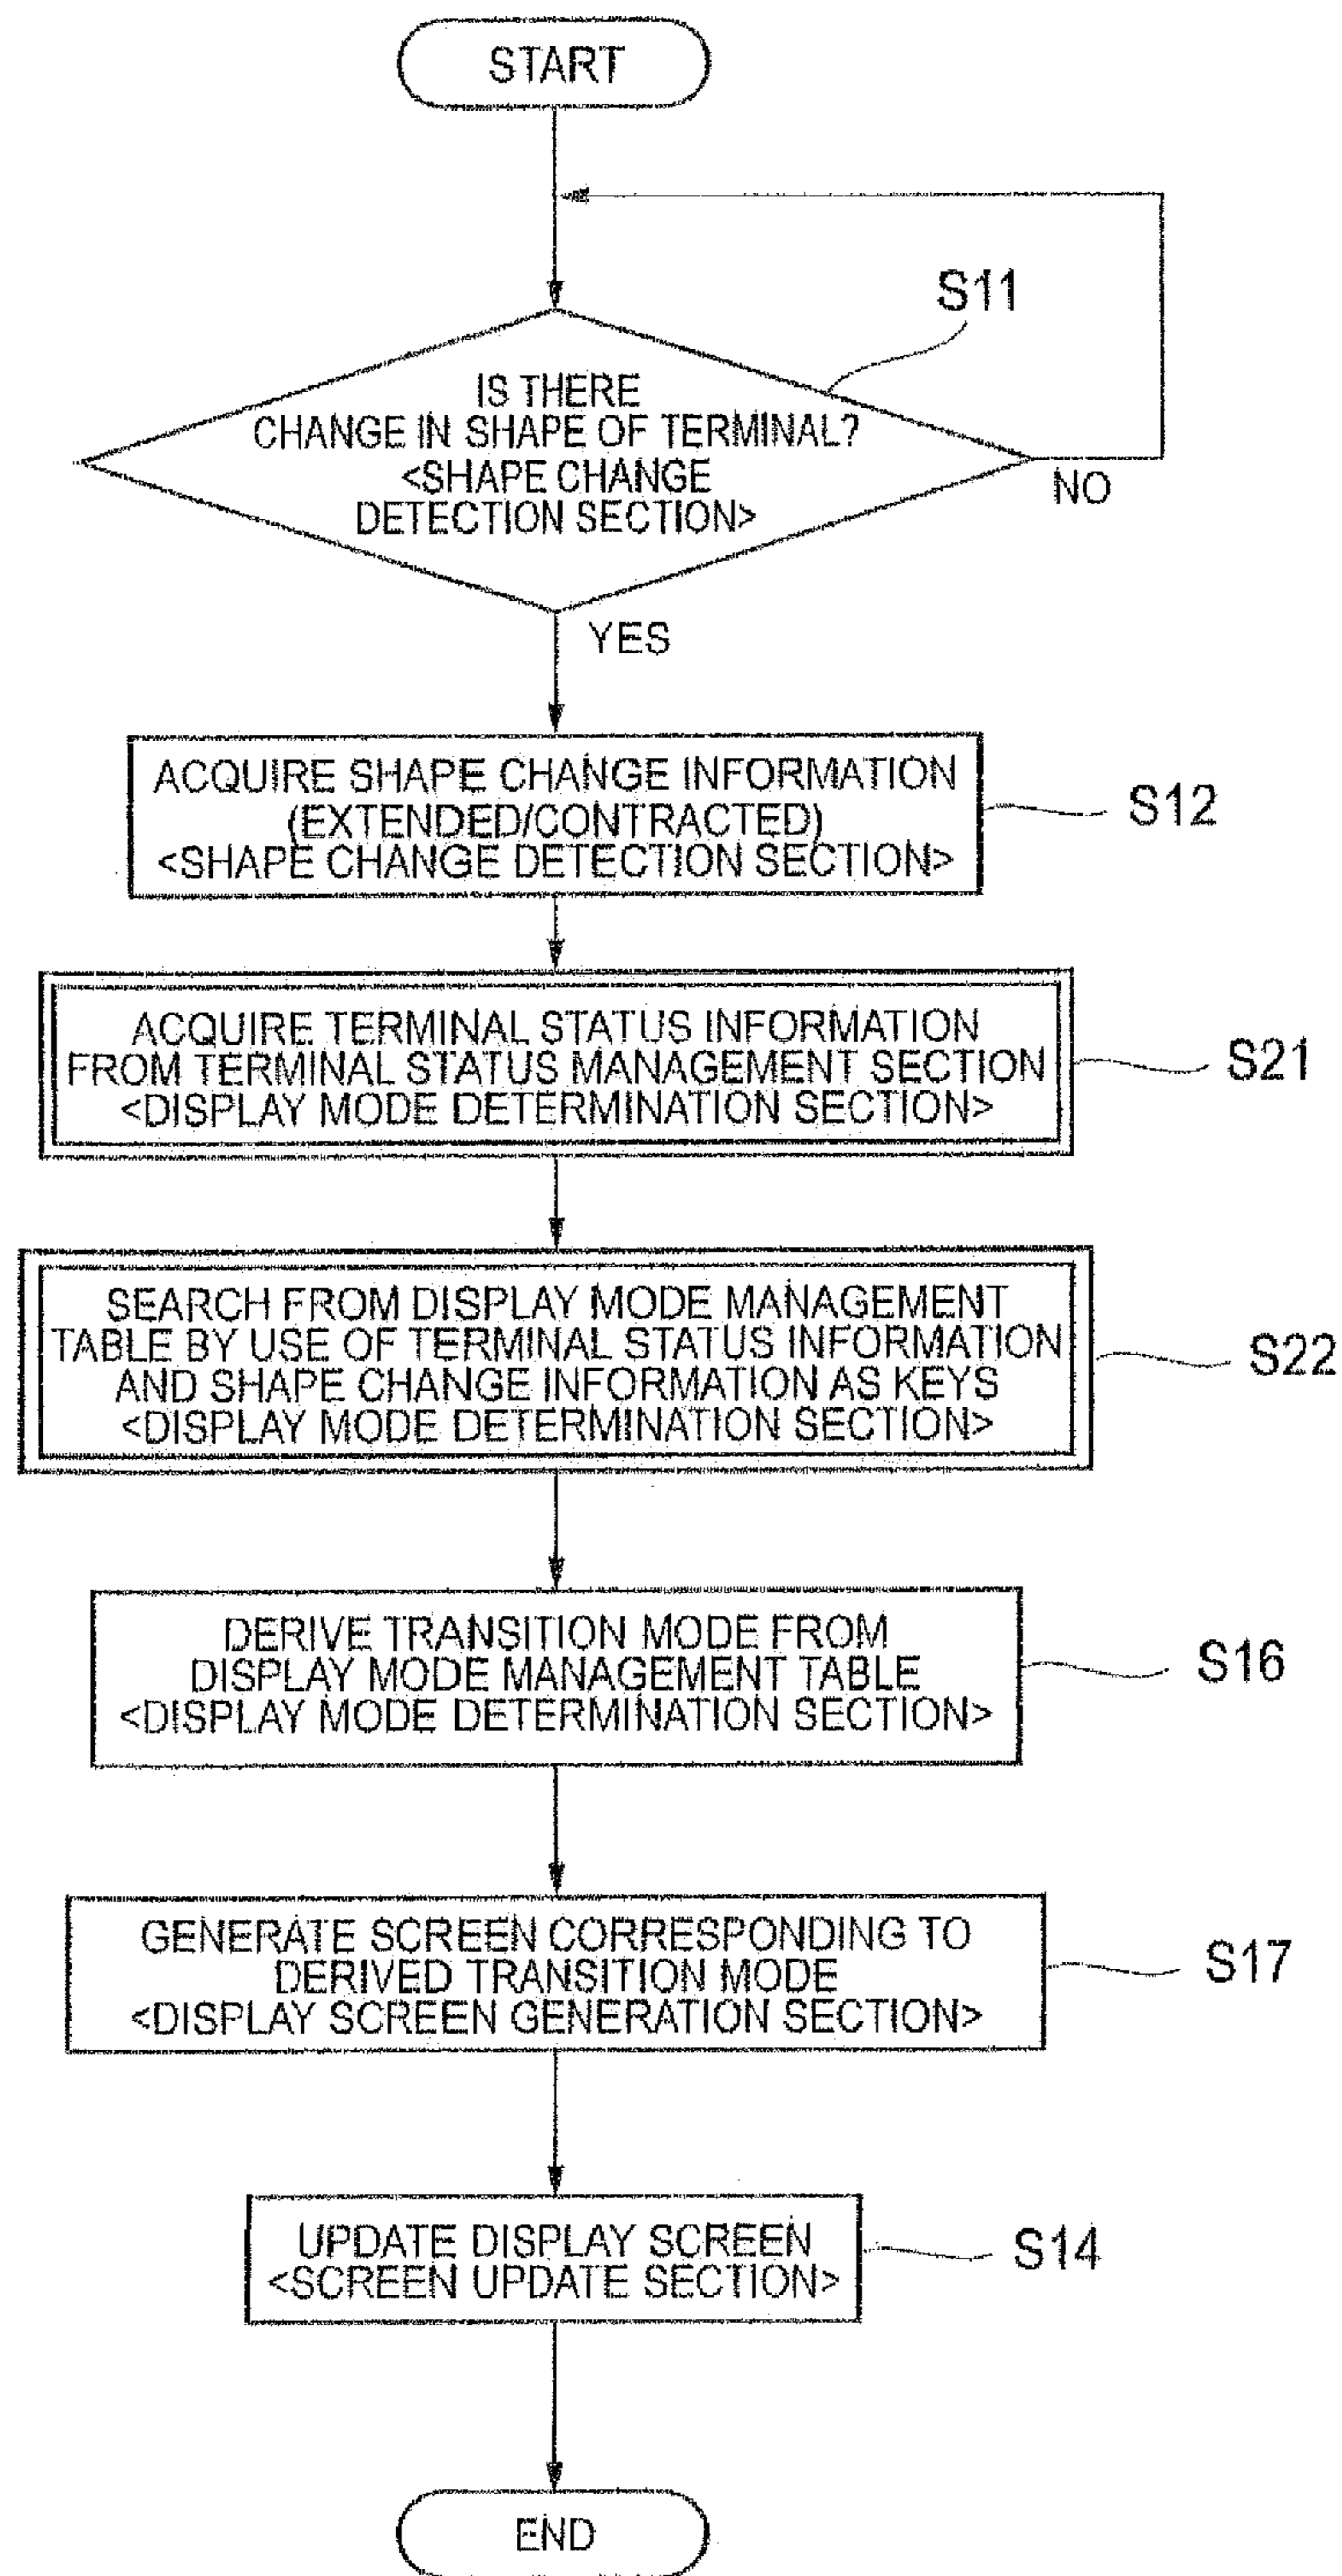 START
S11
IS THERE
CHANGE IN SHAPE OF TERMINAL?
<SHAPE CHANGE
DETECTION SECTION>
NO
YES
ACQUIRE SHAPE CHANGE INFORMATION
(EXTENDED/CONTRACTED)
<SHAPE CHANGE DETECTION SECTION>
S12
ACQUIRE TERMINAL STATUS INFORMATION
FROM TERMINAL STATUS MANAGEMENT SECTION
<DISPLAY MODE DETERMINATION SECTION>
S21
SEARCH FROM DISPLAY MODE MANAGEMENT
TABLE BY USE OF TERMINAL STATUS INFORMATION
AND SHAPE CHANGE INFORMATION AS KEYS
<DISPLAY MODE DETERMINATION SECTION>
S22
DERIVE TRANSITION MODE FROM
DISPLAY MODE MANAGEMENT TABLE
<DISPLAY MODE DETERMINATION SECTION>
S16
GENERATE SCREEN CORRESPONDING TO
DERIVED TRANSITION MODE
<DISPLAY SCREEN GENERATION SECTION>
S17
UPDATE DISPLAY SCREEN
<SCREEN UPDATE SECTION>
S14
END